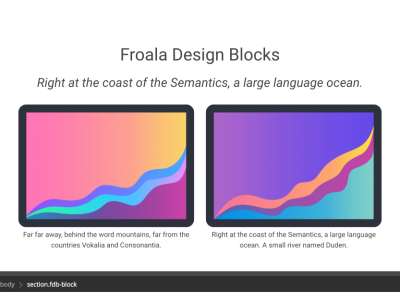 Froala Design Blocks
Right at the coast of the Semantics, a large language ocean.
Far far away, behind the word mountains, far from the
countries Vokalia and Consonantia.
Right at the coast of the Semantics, a large language
ocean. A small river named Duden.
body > section.fdb-block